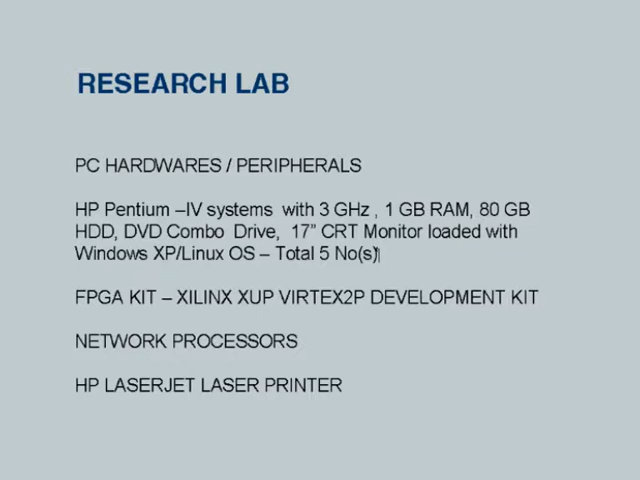 RESEARCH LAB
PC HARDWARES / PERIPHERALS
HP Pentium –IV systems with 3 GHz , 1 GB RAM, 80 GB
HDD, DVD Combo Drive, 17” CRT Monitor loaded with
Windows XP/Linux OS – Total 5 No(s)
FPGA KIT – XILINX XUP VIRTEX2P DEVELOPMENT KIT
NETWORK PROCESSORS
HP LASERJET LASER PRINTER